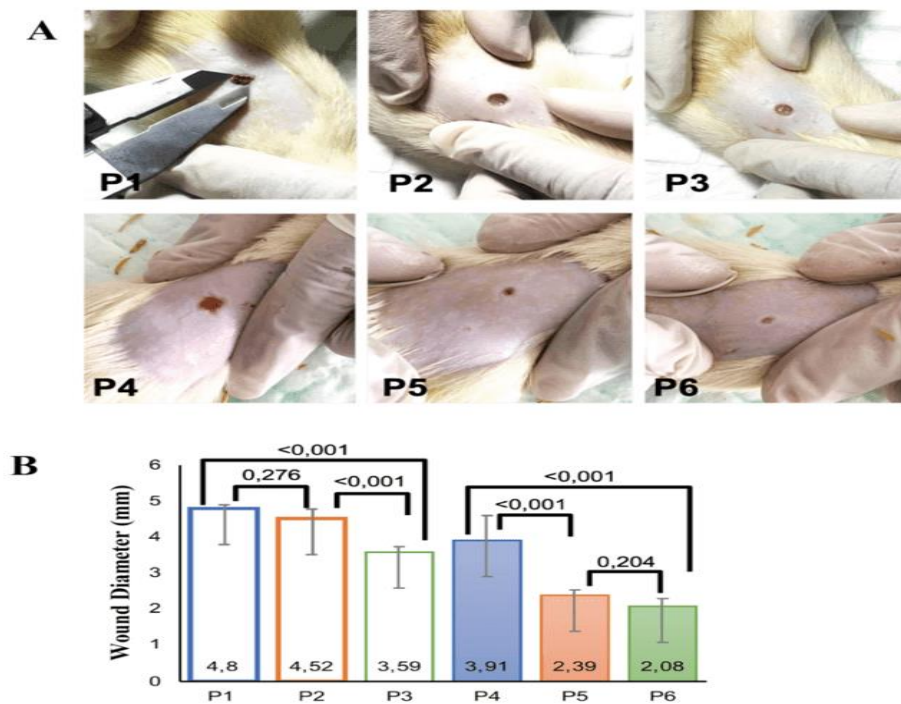 A
P1 P2 P3
P4 P5 P6
B
<0,001
<0,001
0,276
<0,001
<0,001
0,204
Wound Diameter (mm)
6
5
4
3
2
1
0
4,8 4,52 3,59 3,91 2,39 2,08
P1 P2 P3 P4 P5 P6